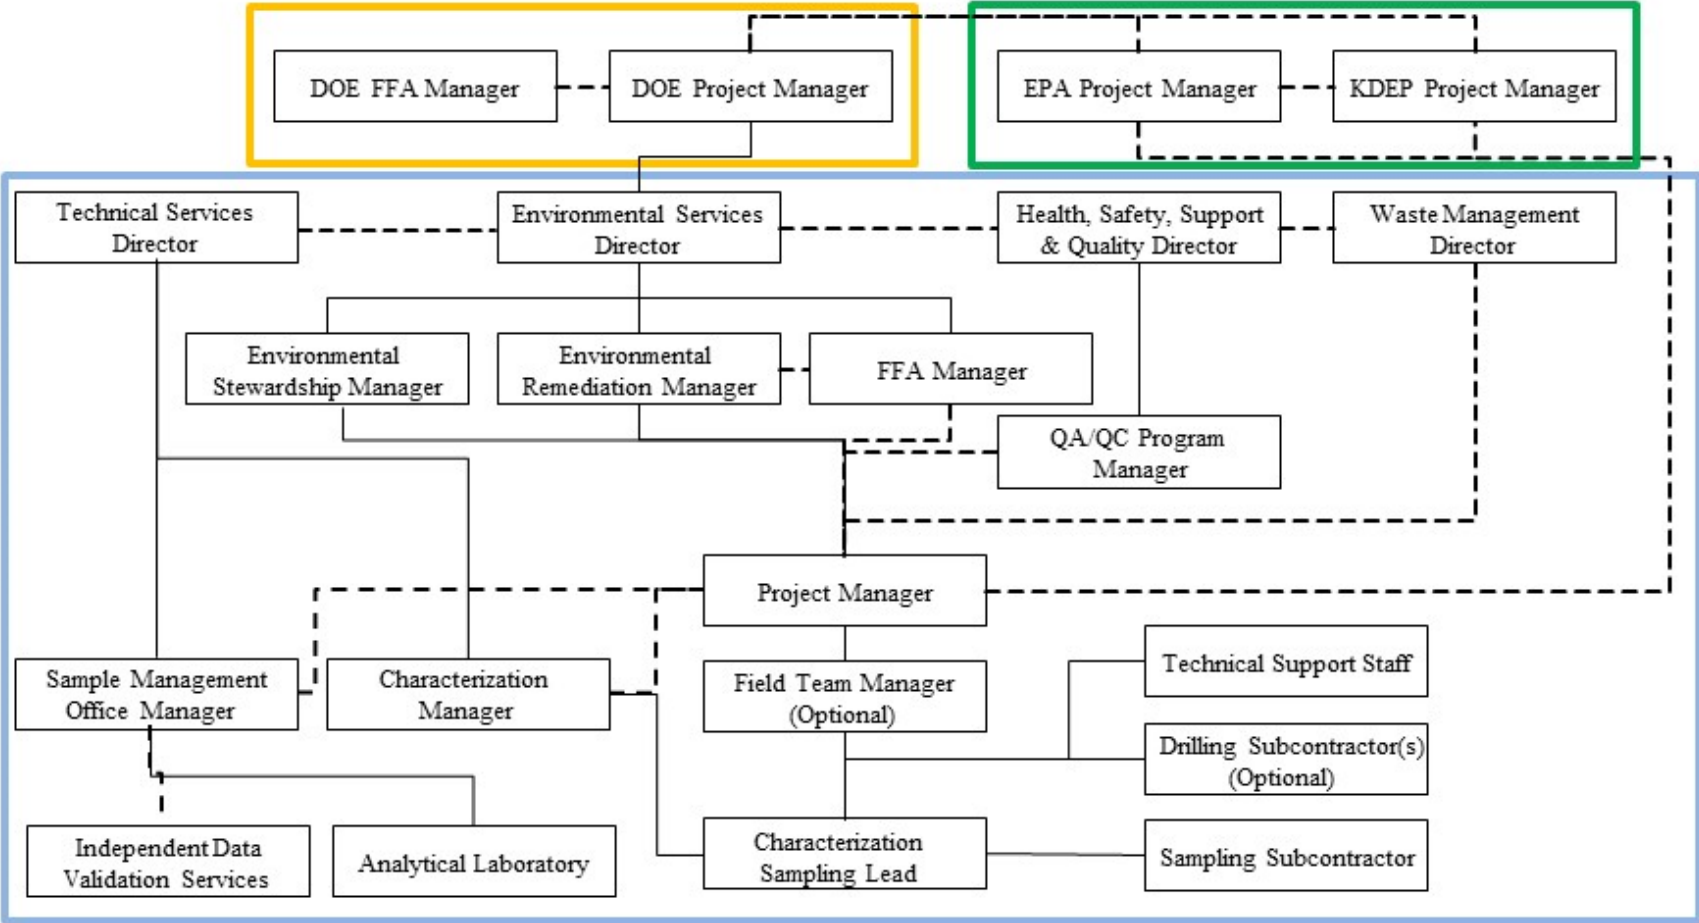 DOE FFA Manager
DOE Project Manager
EPA Project Manager
KDEP Project Manager
Technical Services
Director
Environmental Services
Director
Health, Safety, Support
& Quality Director
Waste Management
Director
Environmental
Stewardship Manager
Environmental
Remediation Manager
FFA Manager
QA/QC Program
Manager
Project Manager
Sample Management
Office Manager
Characterization
Manager
Field Team Manager
(Optional)
Technical Support Staff
Drilling Subcontractor(s)
(Optional)
Independent Data
Validation Services
Analytical Laboratory
Characterization
Sampling Lead
Sampling Subcontractor